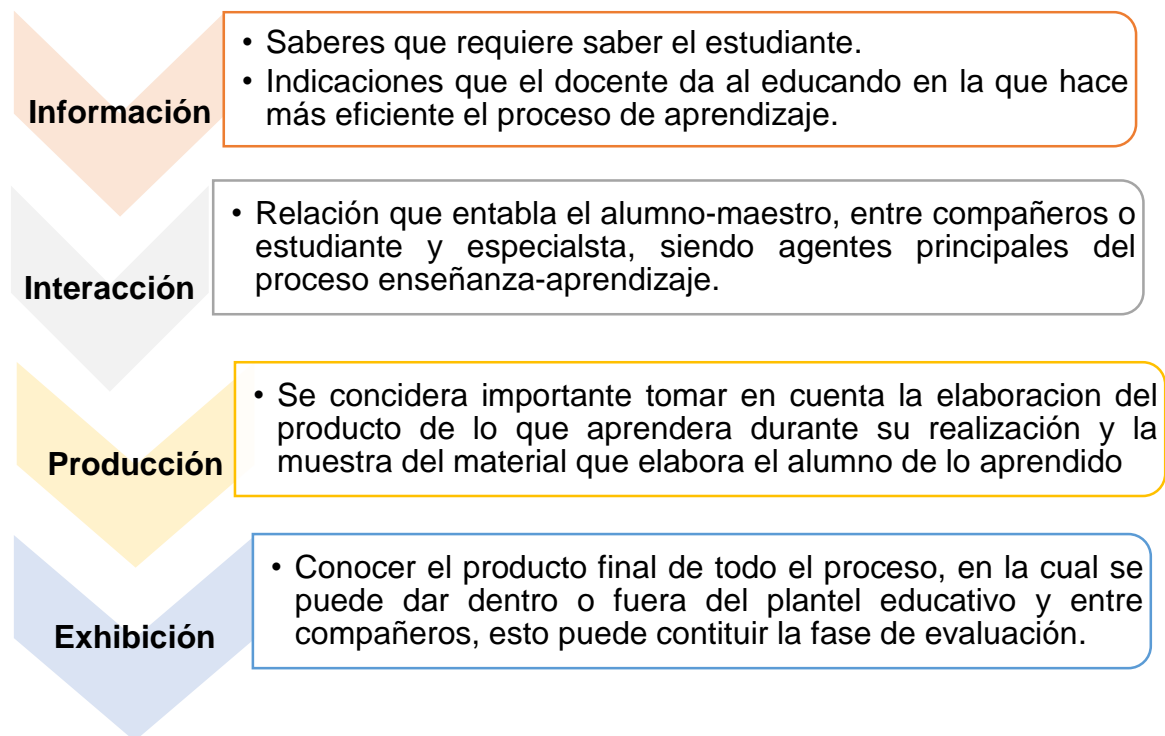 Información
• Saberes que requiere saber el estudiante.
• Indicaciones que el docente da al educando en la que hace
más eficiente el proceso de aprendizaje.
Interacción
• Relación que entabla el alumno-maestro, entre compañeros o
estudiante y especialsta, siendo agentes principales del
proceso enseñanza-aprendizaje.
Producción
• Se concidera importante tomar en cuenta la elaboracion del
producto de lo que aprendera durante su realización y la
muestra del material que elabora el alumno de lo aprendido
Exhibición
• Conocer el producto final de todo el proceso, en la cual se
puede dar dentro o fuera del plantel educativo y entre
compañeros, esto puede contituir la fase de evaluación.